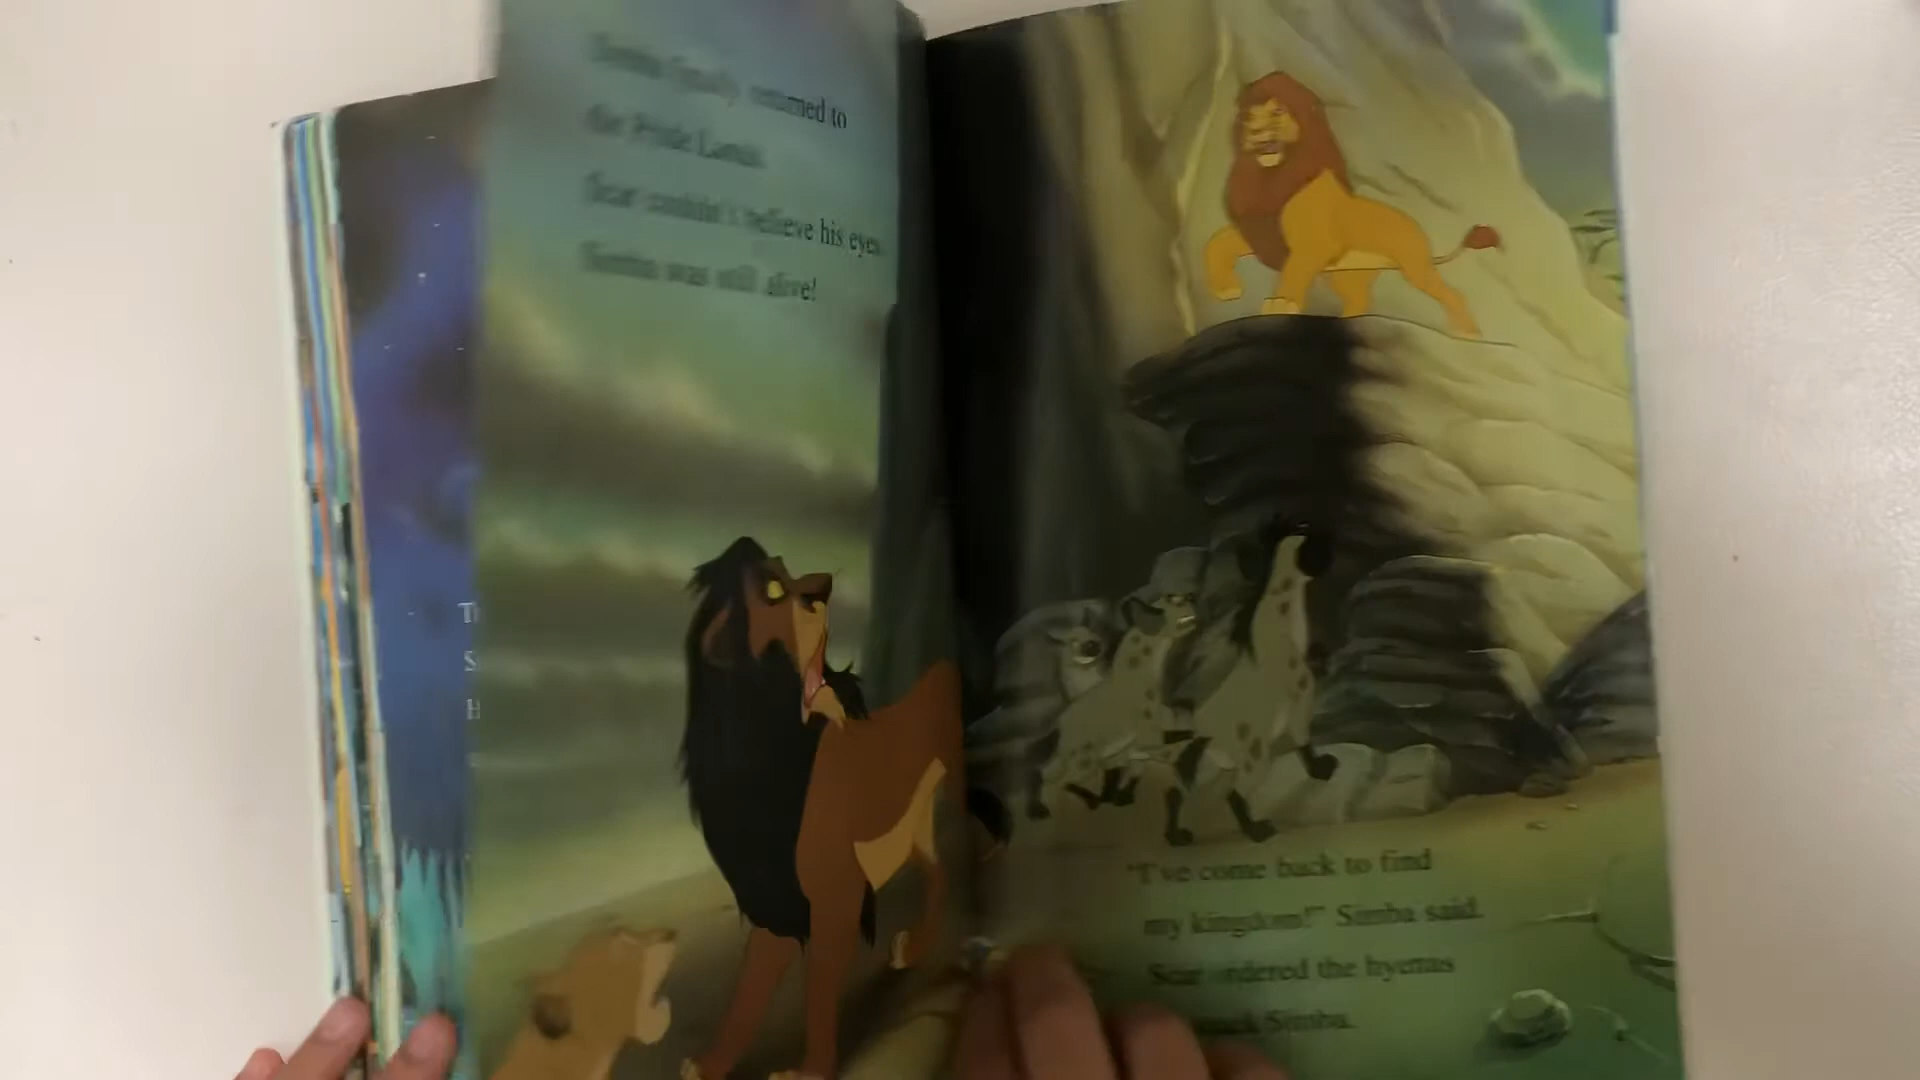 Simba finally returned to
the Pride Lands.
Scar couldn't believe his eyes.
Simba was still alive!
"I've come back to find
my kingdom!" Simba said.
Scar ordered the hyenas
Simba.
T
S
H